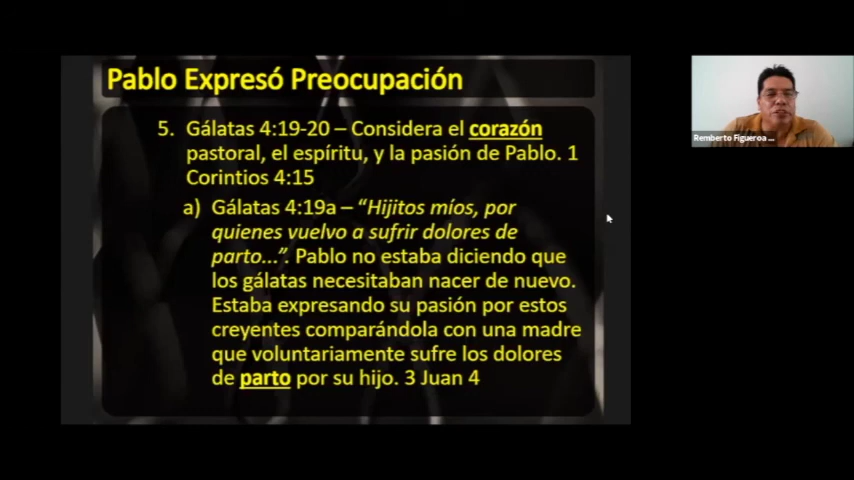 Pablo Expresó Preocupación
5. Gálatas 4:19-20 – Considera el corazón
pastoral, el espíritu, y la pasión de Pablo. 1
Corintios 4:15
a) Gálatas 4:19a – “Hijitos míos, por
quienes vuelvo a sufrir dolores de
parto...”. Pablo no estaba diciendo que
los gálatas necesitaban nacer de nuevo.
Estaba expresando su pasión por estos
creyentes comparándola con una madre
que voluntariamente sufre los dolores
de parto por su hijo. 3 Juan 4
Remberto Figueroa ...